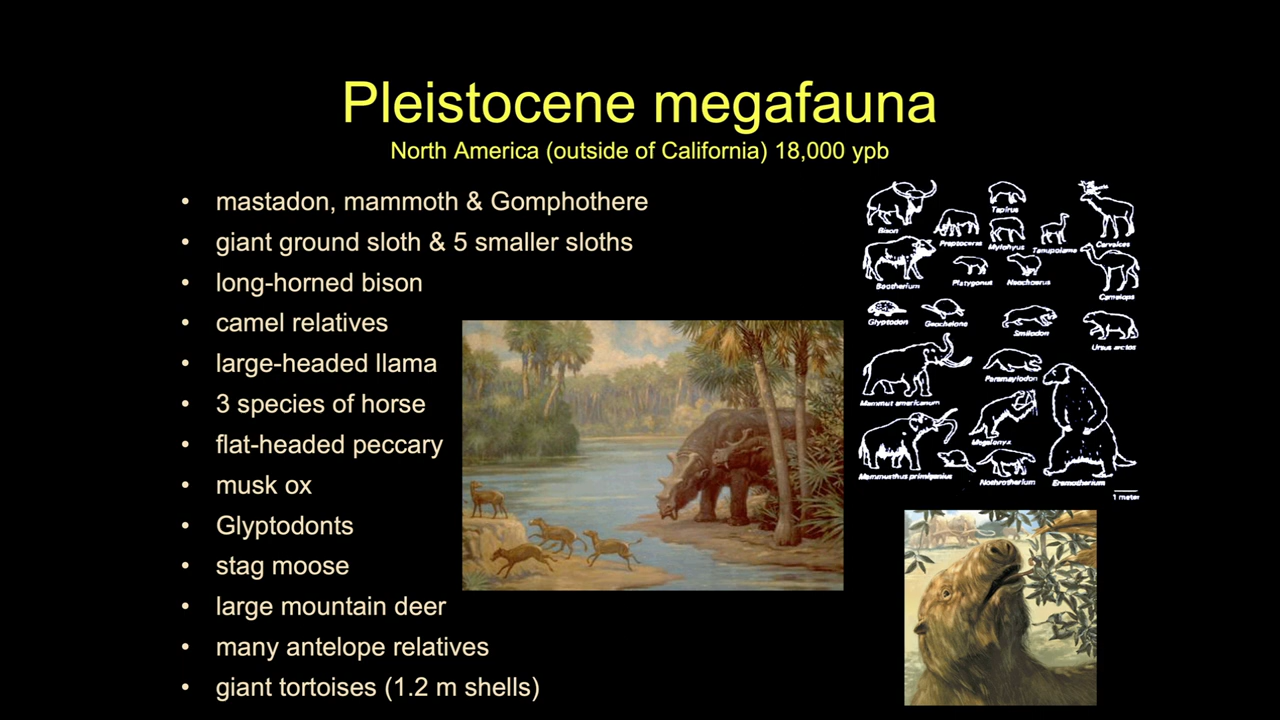 Pleistocene megafauna
North America (outside of California) 18,000 ypb
• mastadon, mammoth & Gomphothere
• giant ground sloth & 5 smaller sloths
• long-horned bison
• camel relatives
• large-headed llama
• 3 species of horse
• flat-headed peccary
• musk ox
• Glyptodonts
• stag moose
• large mountain deer
• many antelope relatives
• giant tortoises (1.2 m shells)
Tapirus
Bison
Preptoceras
Mylohyus
Tanupolama
Cervalces
Bootherium
Platygonus
Neochoerus
Camelops
Glyptodon
Geochelone
Smilodon
Ursus arctos
Paramylodon
Mammut americanum
Megalonyx
Mammuthus primigenius
Nothrotherium
Eremotherium
1 meter